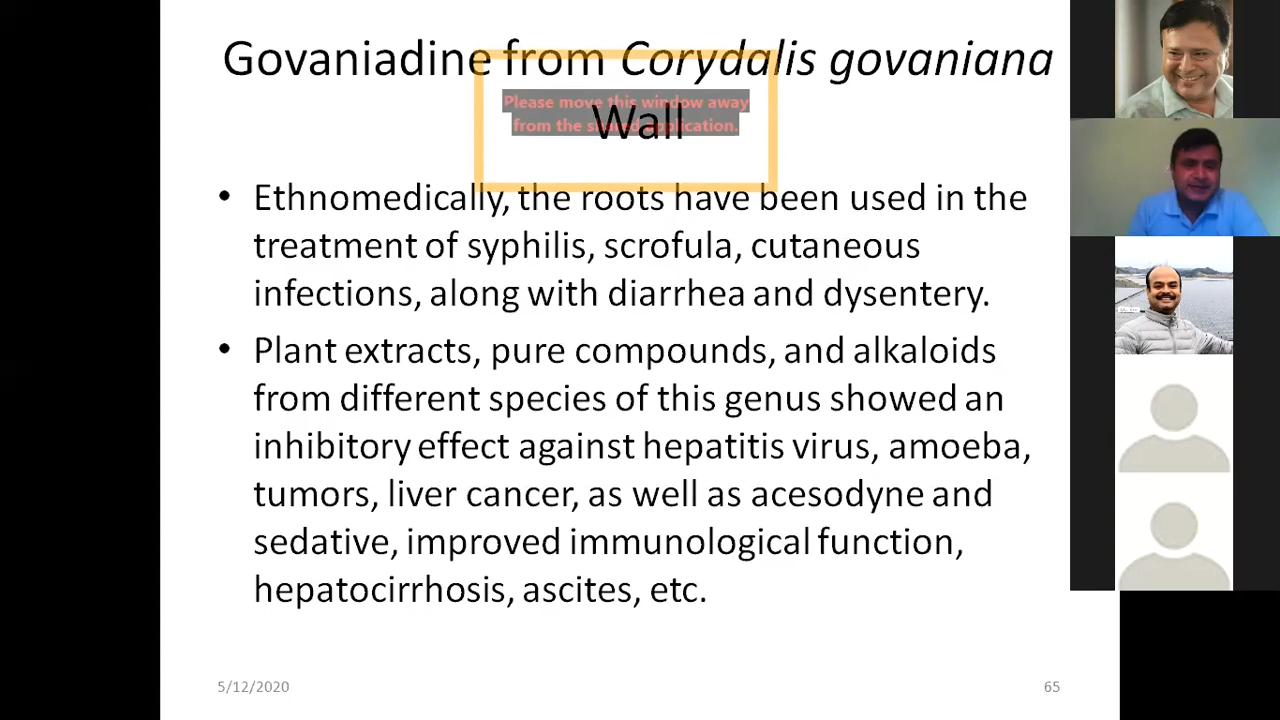 Govaniadine from Corydalis govaniana
Wall
Please move this window away
from the shared application.
• Ethnomedically, the roots have been used in the
treatment of syphilis, scrofula, cutaneous
infections, along with diarrhea and dysentery.
• Plant extracts, pure compounds, and alkaloids
from different species of this genus showed an
inhibitory effect against hepatitis virus, amoeba,
tumors, liver cancer, as well as acesodyne and
sedative, improved immunological function,
hepatocirrhosis, ascites, etc.
5/12/2020
65